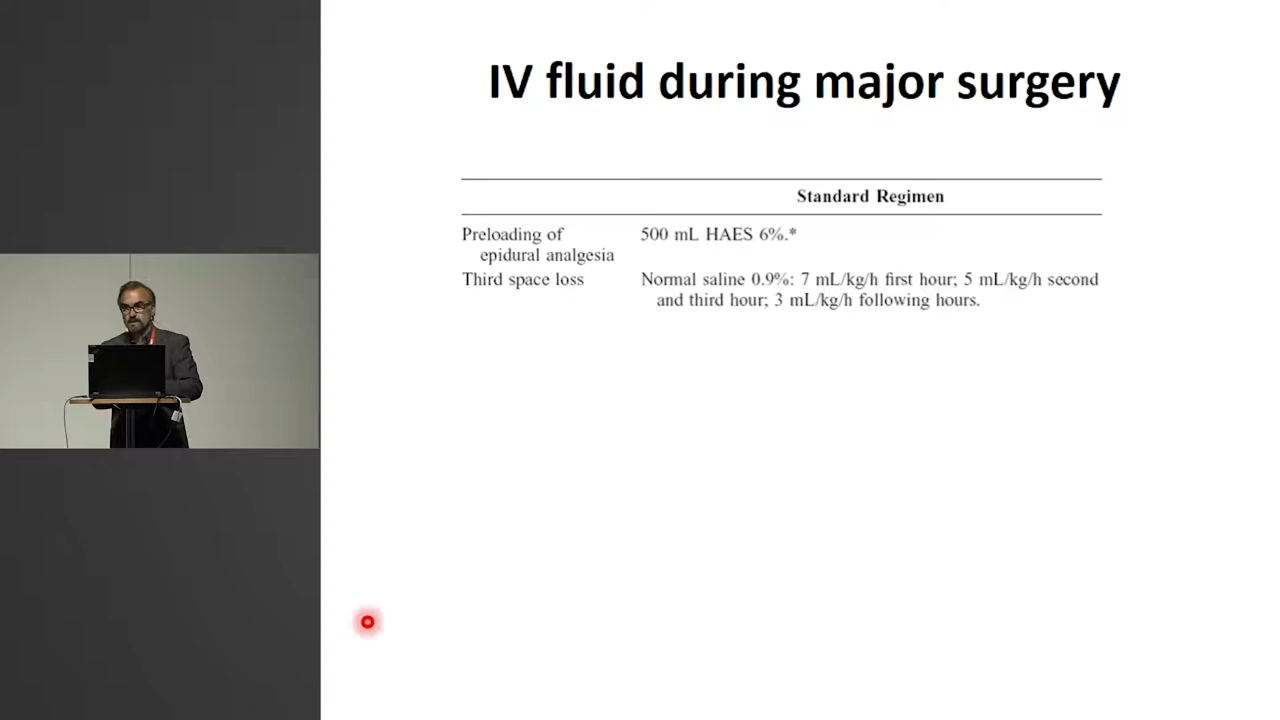 IV fluid during major surgery
Standard Regimen
Preloading of
epidural analgesia
500 mL HAES 6%.*
Third space loss
Normal saline 0.9%: 7 mL/kg/h first hour; 5 mL/kg/h second
and third hour; 3 mL/kg/h following hours.